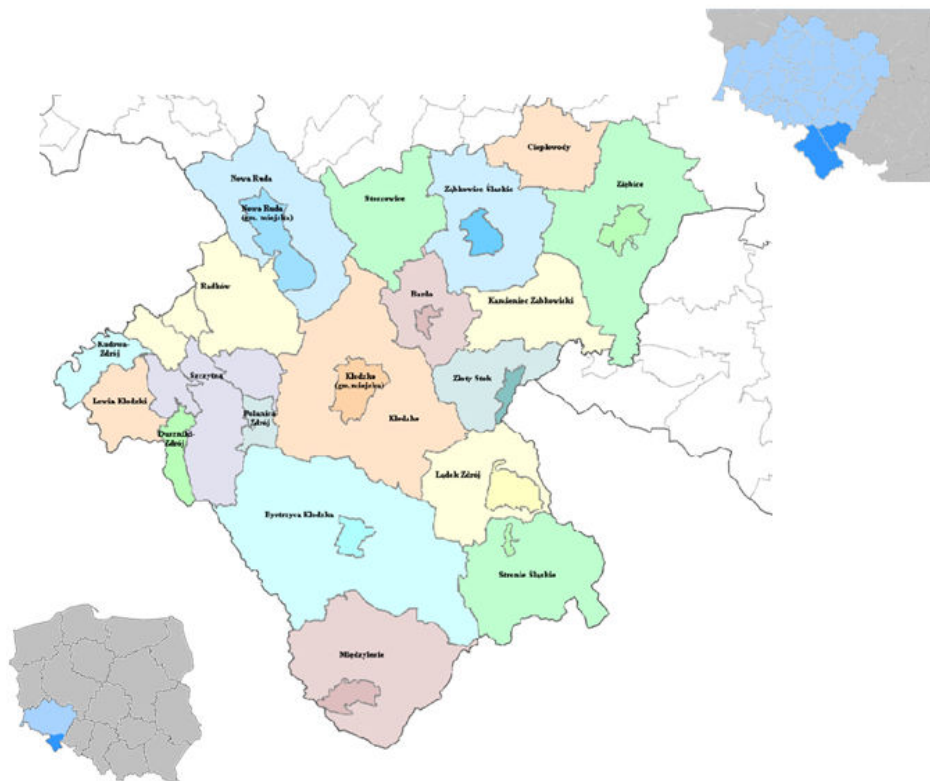 Ciepłowody
Nowa Ruda
Stoszowice
Ząbkowice Śląskie
Ziębice
Nowa Ruda
(gm. miejska)
Radków
Bardo
Kamieniec Ząbkowicki
Kudowa-
Zdrój
Szczytna
Kłodzko
(gm. miejska)
Złoty Stok
Lewin Kłodzki
Polanica-
Zdrój
Kłodzko
Duszniki-
Zdrój
Lądek Zdrój
Bystrzyca Kłodzka
Stronie Śląskie
Międzylesie